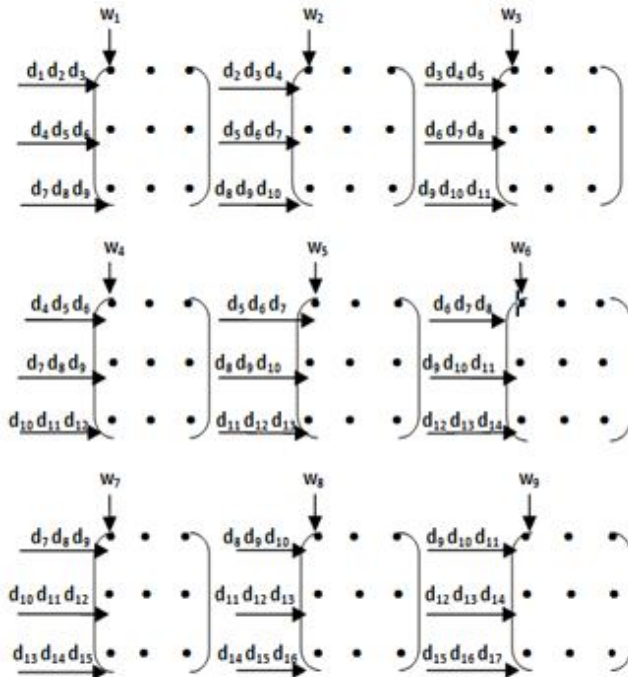 w₁ w₂ w₃
d₁ d₂ d₃ d₂ d₃ d₄ d₃ d₄ d₅
d₄ d₅ d₆ d₅ d₆ d₇ d₆ d₇ d₈
d₇ d₈ d₉ d₈ d₉ d₁₀ d₉ d₁₀ d₁₁
w₄ w₅ w₆
d₄ d₅ d₆ d₅ d₆ d₇ d₆ d₇ d₈
d₇ d₈ d₉ d₈ d₉ d₁₀ d₉ d₁₀ d₁₁
d₁₀ d₁₁ d₁₂ d₁₁ d₁₂ d₁₃ d₁₂ d₁₃ d₁₄
w₇ w₈ w₉
d₇ d₈ d₉ d₈ d₉ d₁₀ d₉ d₁₀ d₁₁
d₁₀ d₁₁ d₁₂ d₁₁ d₁₂ d₁₃ d₁₂ d₁₃ d₁₄
d₁₃ d₁₄ d₁₅ d₁₄ d₁₅ d₁₆ d₁₅ d₁₆ d₁₇